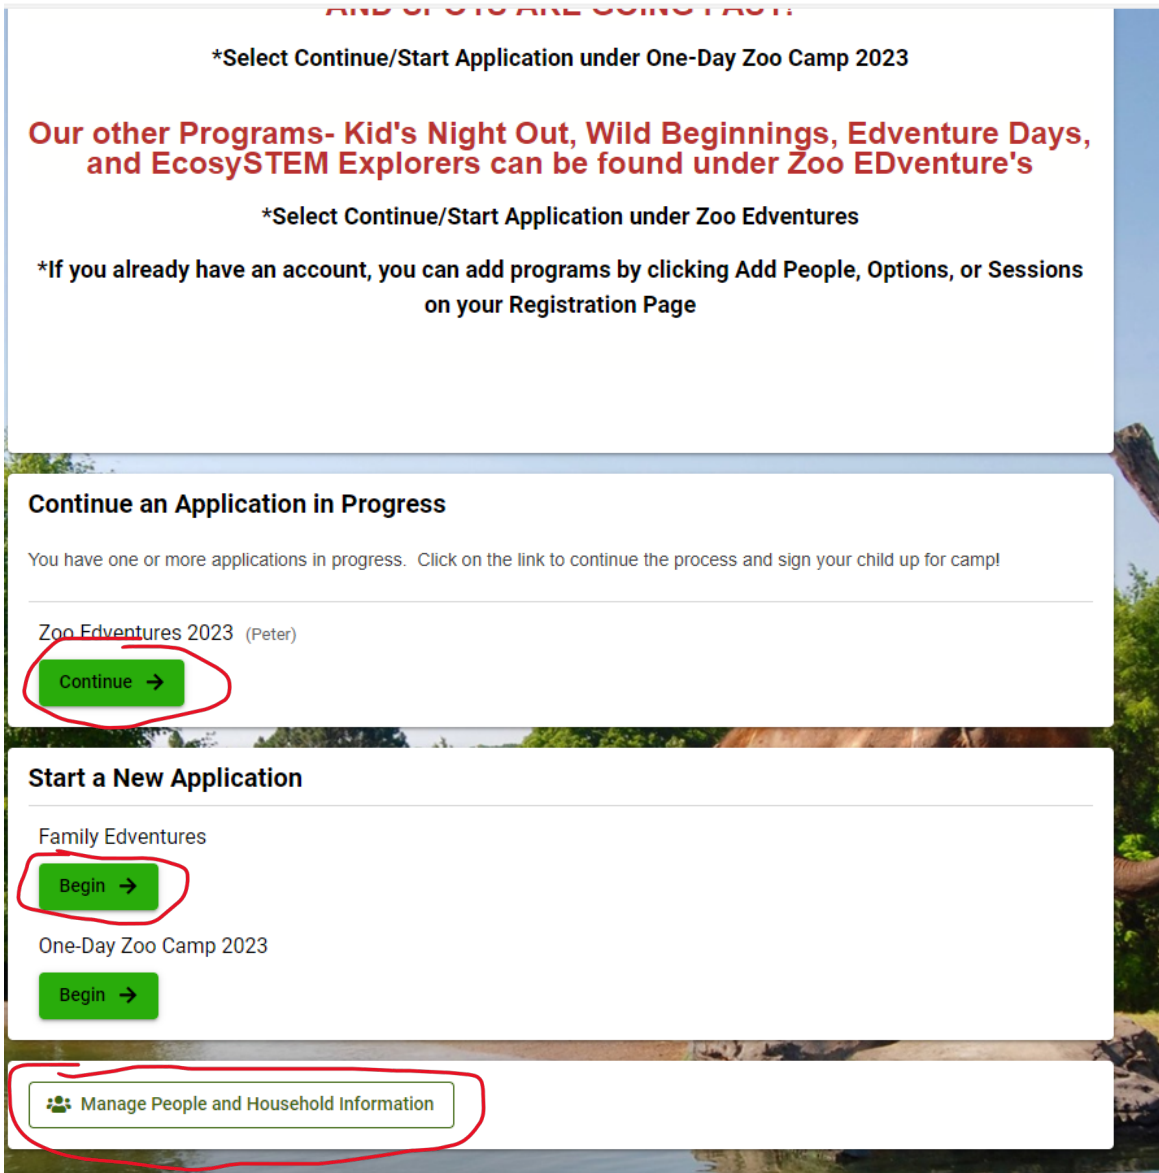 AND SPOTS ARE GOING FAST!
*Select Continue/Start Application under One-Day Zoo Camp 2023
Our other Programs- Kid's Night Out, Wild Beginnings, Edventure Days,
and EcosySTEM Explorers can be found under Zoo EDventure's
*Select Continue/Start Application under Zoo Edventures
*If you already have an account, you can add programs by clicking Add People, Options, or Sessions
on your Registration Page
Continue an Application in Progress
You have one or more applications in progress. Click on the link to continue the process and sign your child up for camp!
Zoo Edventures 2023 (Peter)
Continue →
Start a New Application
Family Edventures
Begin →
One-Day Zoo Camp 2023
Begin →
Manage People and Household Information